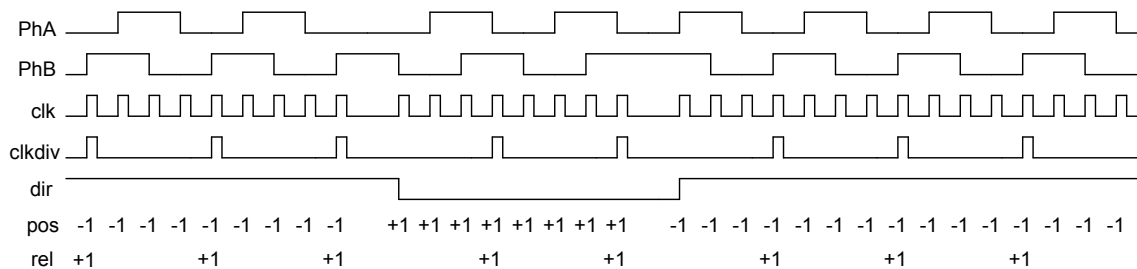 PhA
PhB
clk
clkdiv
dir
pos -1 -1 -1 -1 -1 -1 -1 -1 -1 +1 +1 +1 +1 +1 +1 +1 +1 -1 -1 -1 -1 -1 -1 -1 -1 -1 -1 -1 -1 -1 -1 -1
rel +1 +1 +1 +1 +1 +1 +1 +1